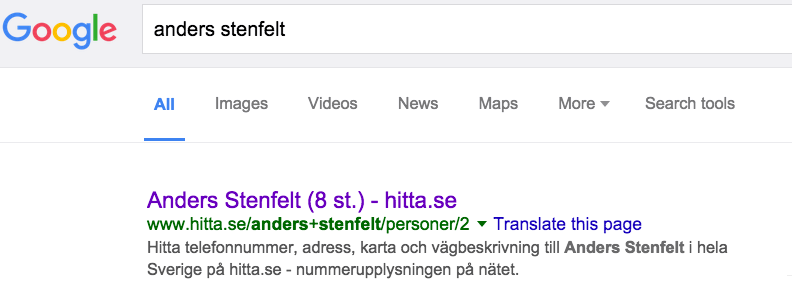 Google anders stenfelt
All Images Videos News Maps More Search tools
Anders Stenfelt (8 st.) - hitta.se
www.hitta.se/anders+stenfelt/personer/2 Translate this page
Hitta telefonnummer, adress, karta och vägbeskrivning till Anders Stenfelt i hela
Sverige på hitta.se - nummerupplysningen på nätet.